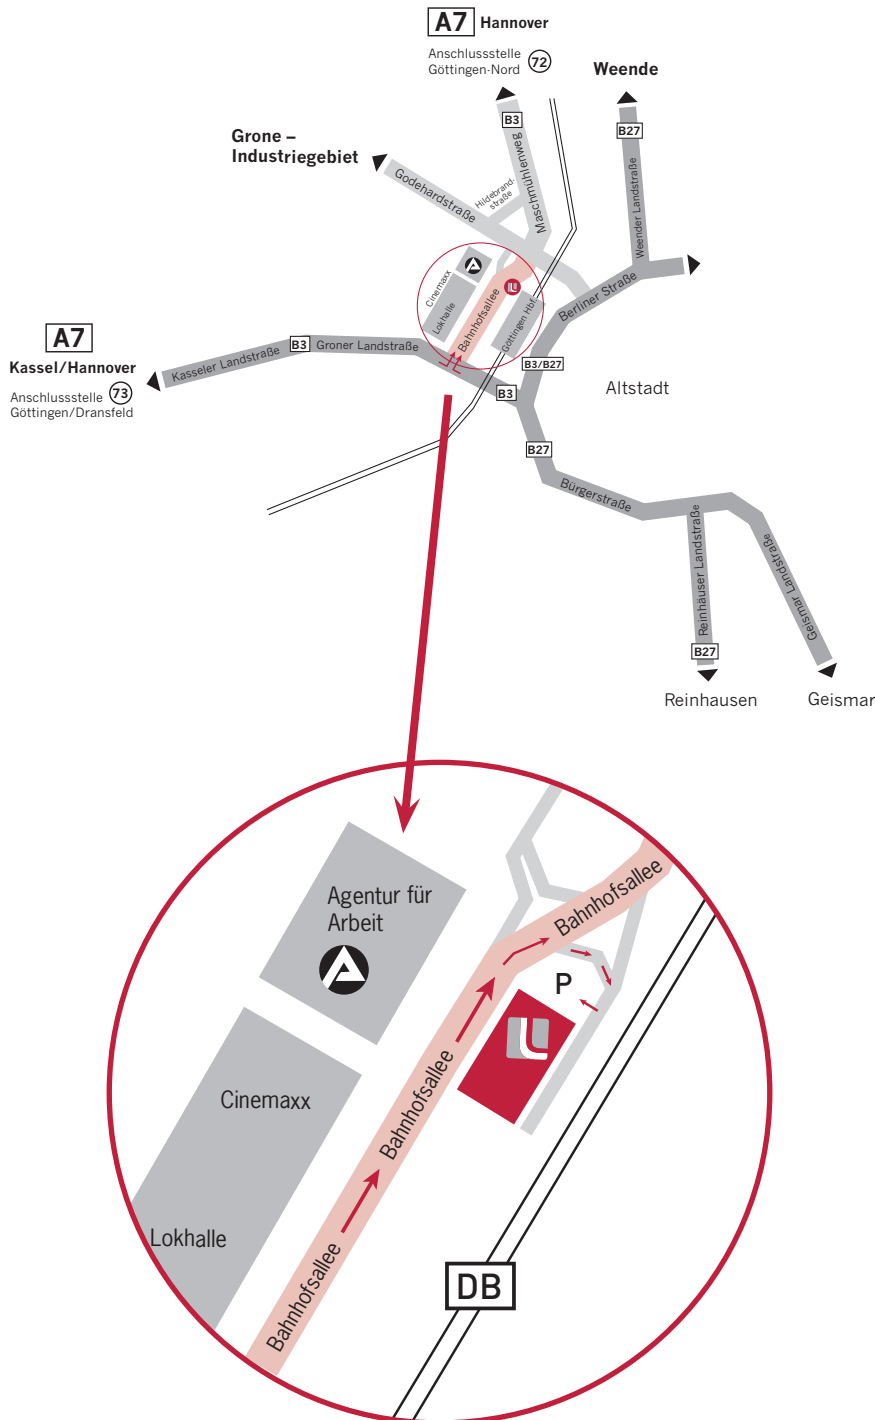 A7 Hannover
Anschlussstelle
Göttingen-Nord 72
Weende
B3
B27
Grone –
Industriegebiet
Godehardstraße
Hildebrand-
straße
Maschmühlenweg
Weender Landstraße
Cinemaxx
Lokhalle
Bahnhofsallee
Göttingen Hbf.
Berliner Straße
A7
Kassel/Hannover
Anschlussstelle 73
Göttingen/Dransfeld
Kasseler Landstraße
B3
Groner Landstraße
B3/B27
B3
Altstadt
B27
Bürgerstraße
Reinhäuser Landstraße
Geismar Landstraße
B27
Reinhausen
Geismar
Agentur für
Arbeit
Bahnhofsallee
P
Cinemaxx
Bahnhofsallee
Lokhalle
Bahnhofsallee
DB